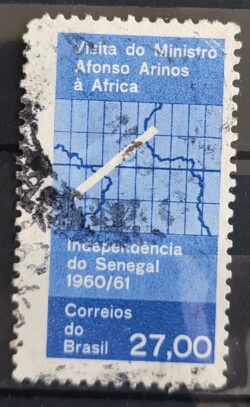 Visita do Ministro
Afonso Arinos
à Africa
Independência
do Senegal
1960/61
Correios
do
Brasil 27,00